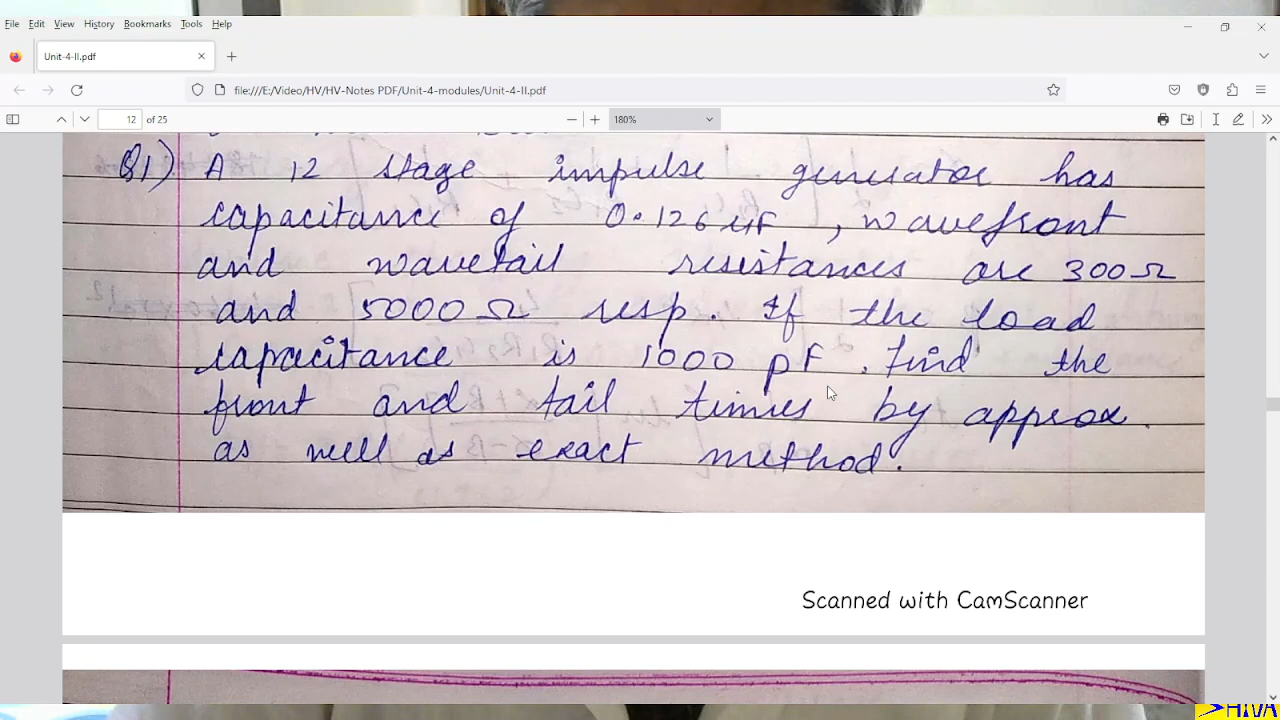 File Edit View History Bookmarks Tools Help
Unit-4-II.pdf
file:///E:/Video/HV/HV-Notes PDF/Unit-4-modules/Unit-4-II.pdf
12 of 25
180%
Q1) A 12 stage impulse generator has
capacitance of 0.126 μF, wavefront
and wavetail resistances are 300Ω
and 5000Ω resp. If the load
capacitance is 1000 pF. find the
front and tail times by approx.
as well as exact method.
Scanned with CamScanner
SHIVA